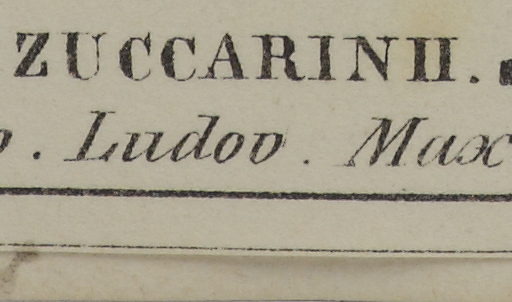 ZUCCARINII.
. Ludov. Max